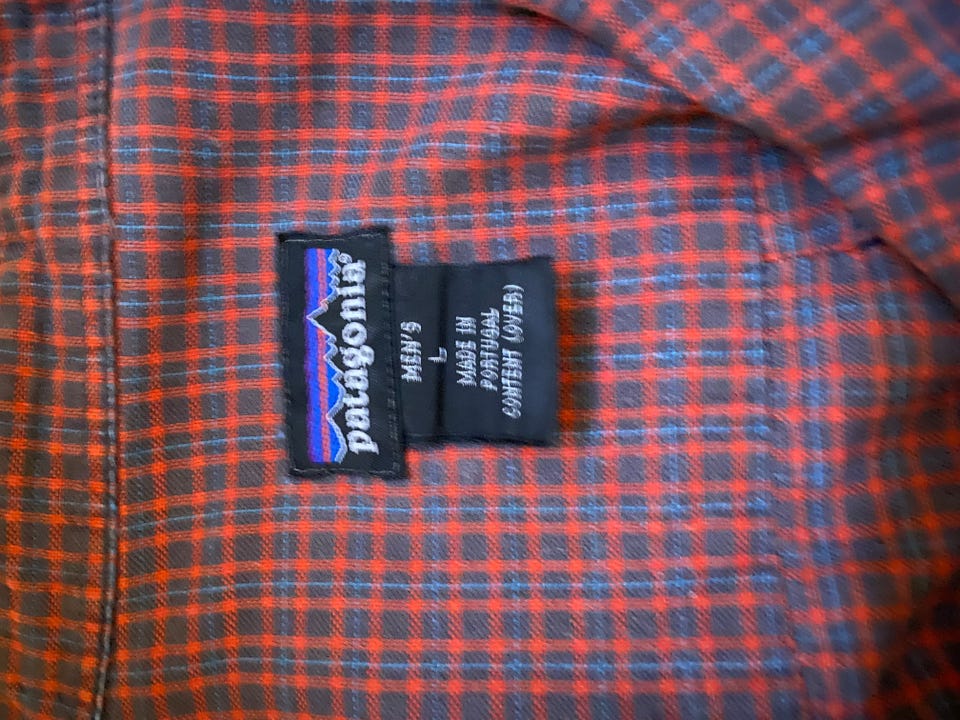 patagonia®
MEN'S
L
MADE IN
PORTUGAL
CONTENT (OVER)